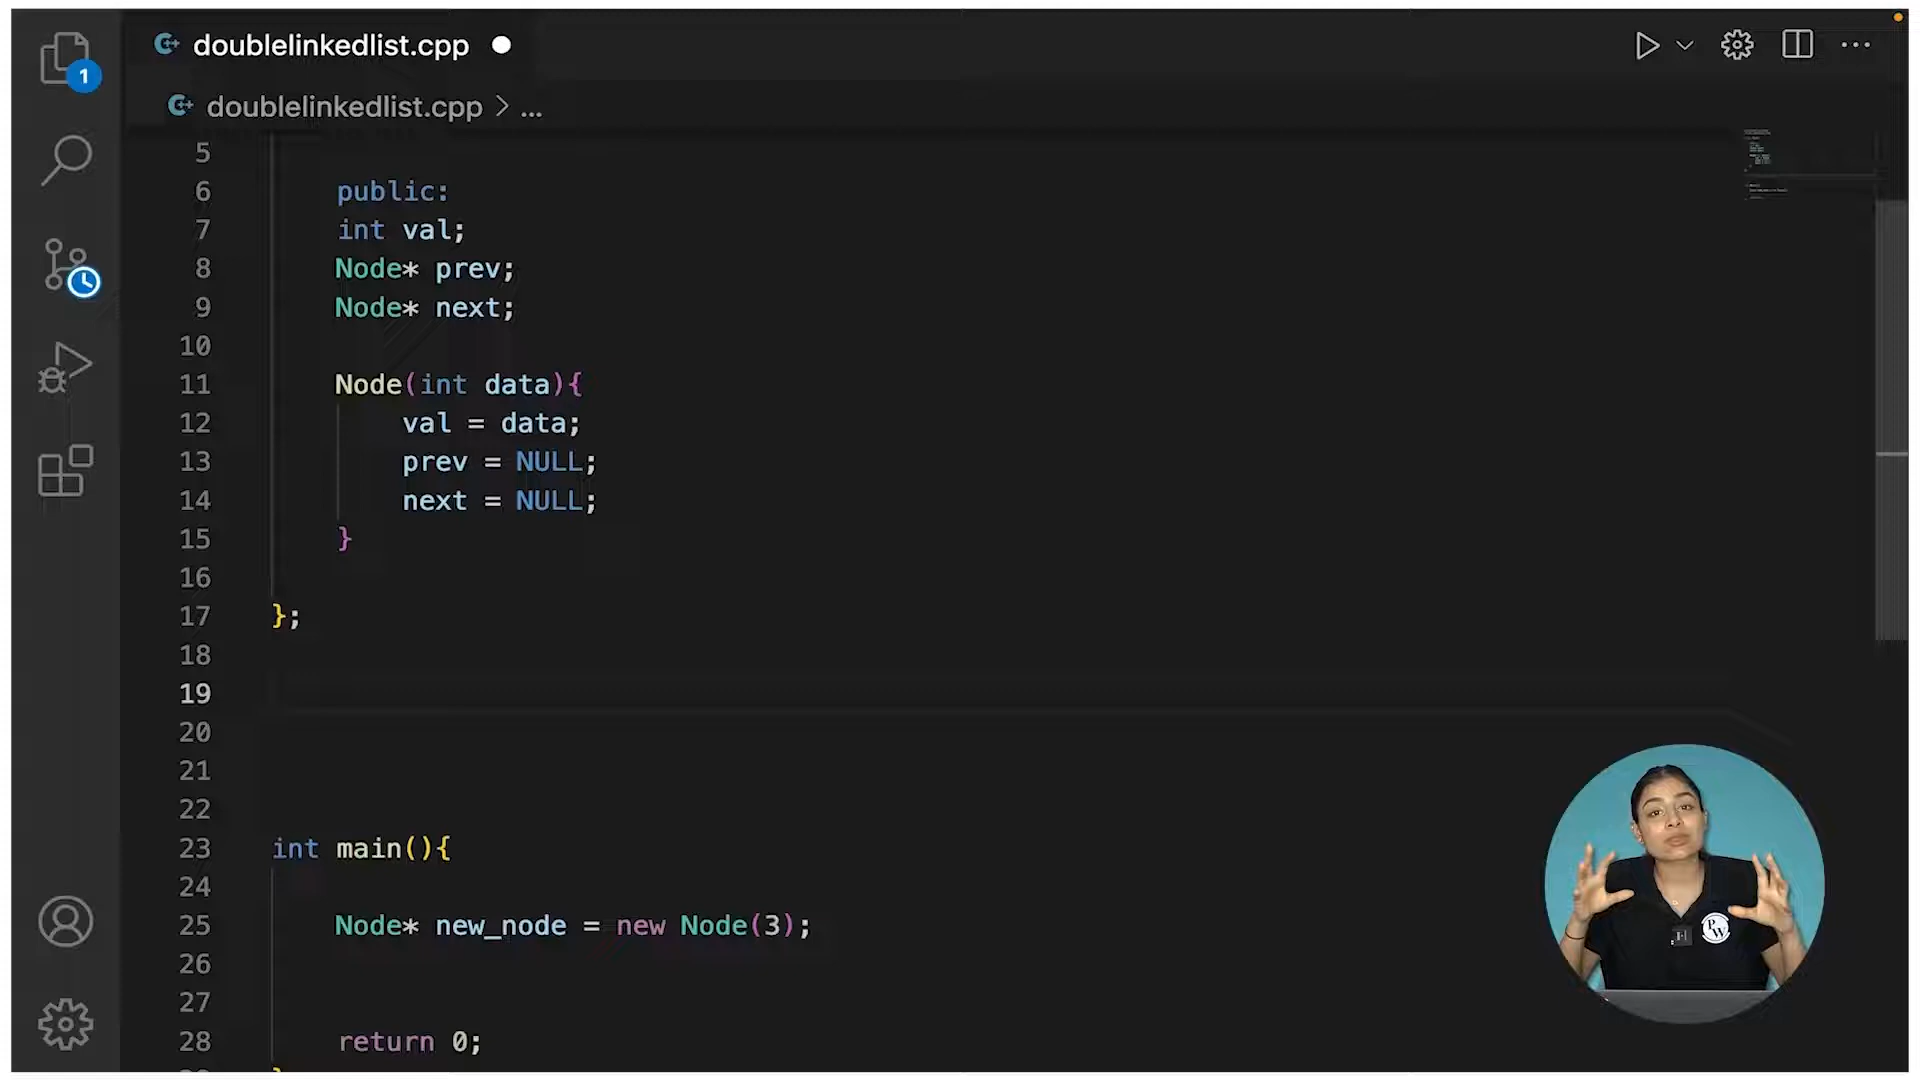 doublelinkedlist.cpp
1
doublelinkedlist.cpp > ...
5
6 public:
7 int val;
8 Node* prev;
9 Node* next;
10
11 Node(int data){
12 val = data;
13 prev = NULL;
14 next = NULL;
15 }
16
17 };
18
19
20
21
22
23 int main(){
24
25 Node* new_node = new Node(3);
26
27
28 return 0;
PW